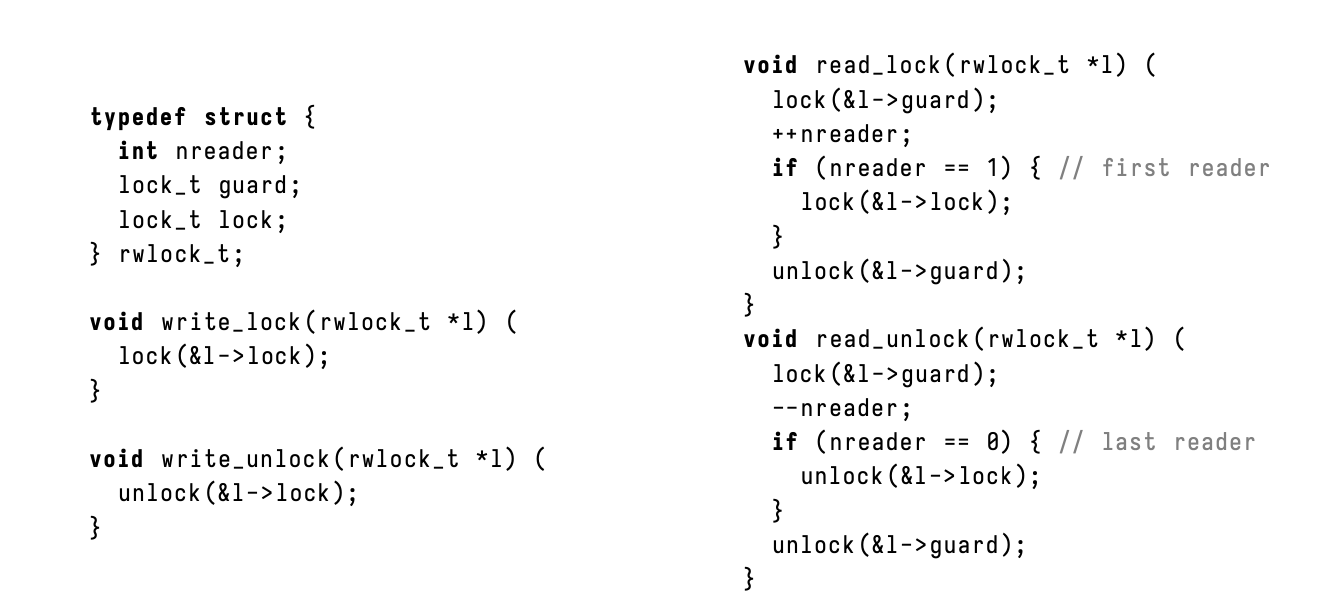 typedef struct {
  int nreader;
  lock_t guard;
  lock_t lock;
} rwlock_t;
void write_lock(rwlock_t *l) (
  lock(&l->lock);
}
void write_unlock(rwlock_t *l) (
  unlock(&l->lock);
}
void read_lock(rwlock_t *l) (
  lock(&l->guard);
  ++nreader;
  if (nreader == 1) { // first reader
    lock(&l->lock);
  }
  unlock(&l->guard);
}
void read_unlock(rwlock_t *l) (
  lock(&l->guard);
  --nreader;
  if (nreader == 0) { // last reader
    unlock(&l->lock);
  }
  unlock(&l->guard);
}